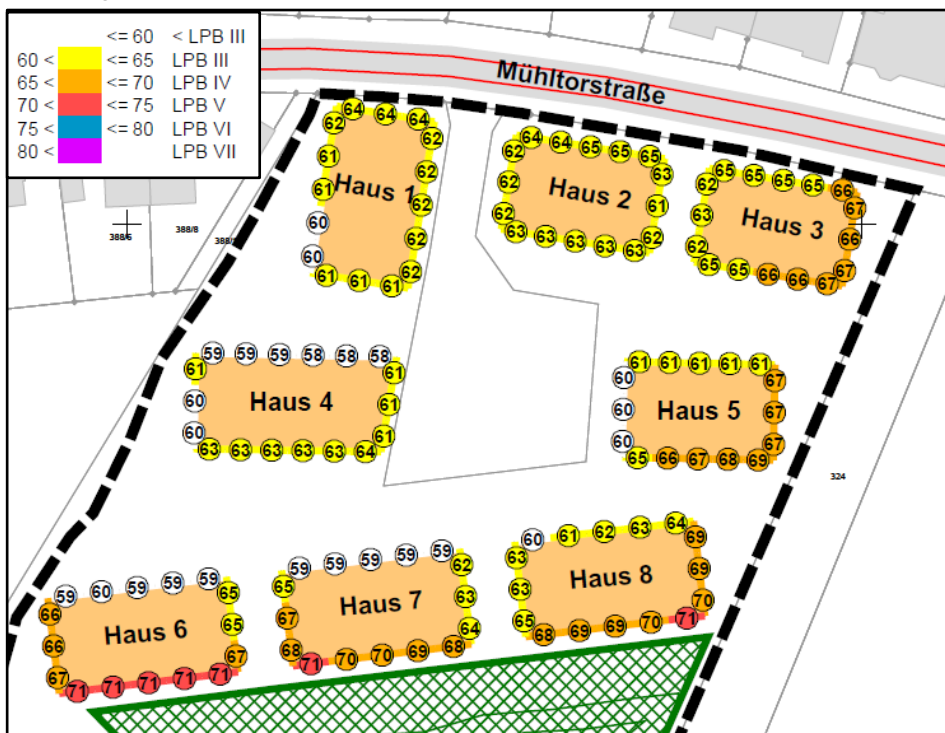 <= 60 < LPB III
60 < <= 65 LPB III
65 < <= 70 LPB IV
70 < <= 75 LPB V
75 < <= 80 LPB VI
80 < LPB VII
Mühltorstraße
64 64 64
62 62
61 62
61 62
60 62
60 62
61 61 61
Haus 1
64 64 65 65 65
62 63
62 61
62 62
63 63 63 63 63
Haus 2
65 65 65 65 66
62 67
63 66
62 67
65 65 66 66 67
Haus 3
388/6
388/8
59 59 59 58 58 58
61 61
60 61
60 61
63 63 63 63 63 64
Haus 4
61 61 61 61 61
60 67
60 67
60 67
65 66 67 68 69
Haus 5
324
59 60 59 59 59
66 65
66 65
67 67
71 71 71 71 71
Haus 6
59 59 59 59 59
65 62
67 63
68 64
71 70 70 69 68
Haus 7
60 61 62 63 64
63 69
63 69
65 70
68 69 69 70 71
Haus 8